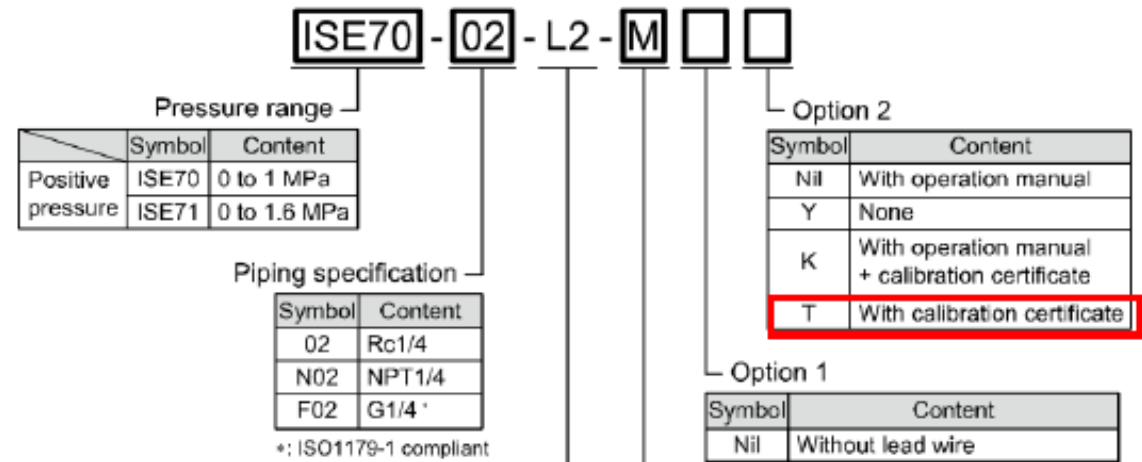 ISE70 - 02 - L2 - M
Pressure range
Symbol Content
Positive pressure ISE70 0 to 1 MPa
ISE71 0 to 1.6 MPa
Piping specification
Symbol Content
02 Rc1/4
N02 NPT1/4
F02 G1/4 *
*: ISO1179-1 compliant
Option 2
Symbol Content
Nil With operation manual
Y None
K With operation manual
+ calibration certificate
T With calibration certificate
Option 1
Symbol Content
Nil Without lead wire